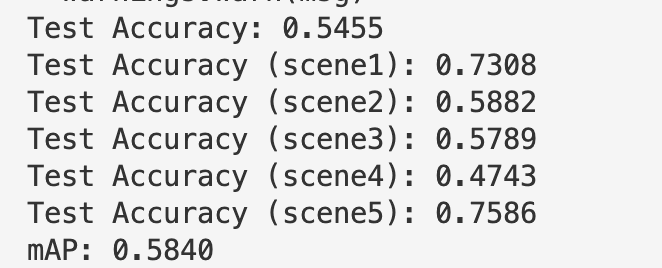 Test Accuracy: 0.5455
Test Accuracy (scene1): 0.7308
Test Accuracy (scene2): 0.5882
Test Accuracy (scene3): 0.5789
Test Accuracy (scene4): 0.4743
Test Accuracy (scene5): 0.7586
mAP: 0.5840